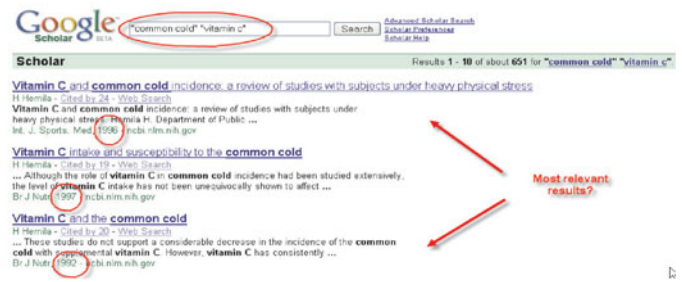 Google Scholar BETA
"common cold" "vitamin c"
Search
Advanced Scholar Search
Scholar Preferences
Scholar Help
Scholar
Results 1 - 10 of about 651 for "common cold" "vitamin c"
Vitamin C and common cold incidence: a review of studies with subjects under heavy physical stress
H Hemila - Cited by 24 - Web Search
Vitamin C and common cold incidence: a review of studies with subjects under
heavy physical stress. Hemila H. Department of Public ...
Int. J. Sports. Med, 1996 - ncbi.nlm.nih.gov
Vitamin C intake and susceptibility to the common cold
H Hemila - Cited by 19 - Web Search
... Although the role of vitamin C in common cold incidence had been studied extensively,
the level of vitamin C intake has not been unequivocally shown to affect ...
Br J Nutr, 1997 - ncbi.nlm.nih.gov
Most relevant
results?
Vitamin C and the common cold
H Hemila - Cited by 20 - Web Search
... These studies do not support a considerable decrease in the incidence of the common
cold with supplemental vitamin C. However, vitamin C has consistently ...
Br J Nutr, 1992 - ncbi.nlm.nih.gov